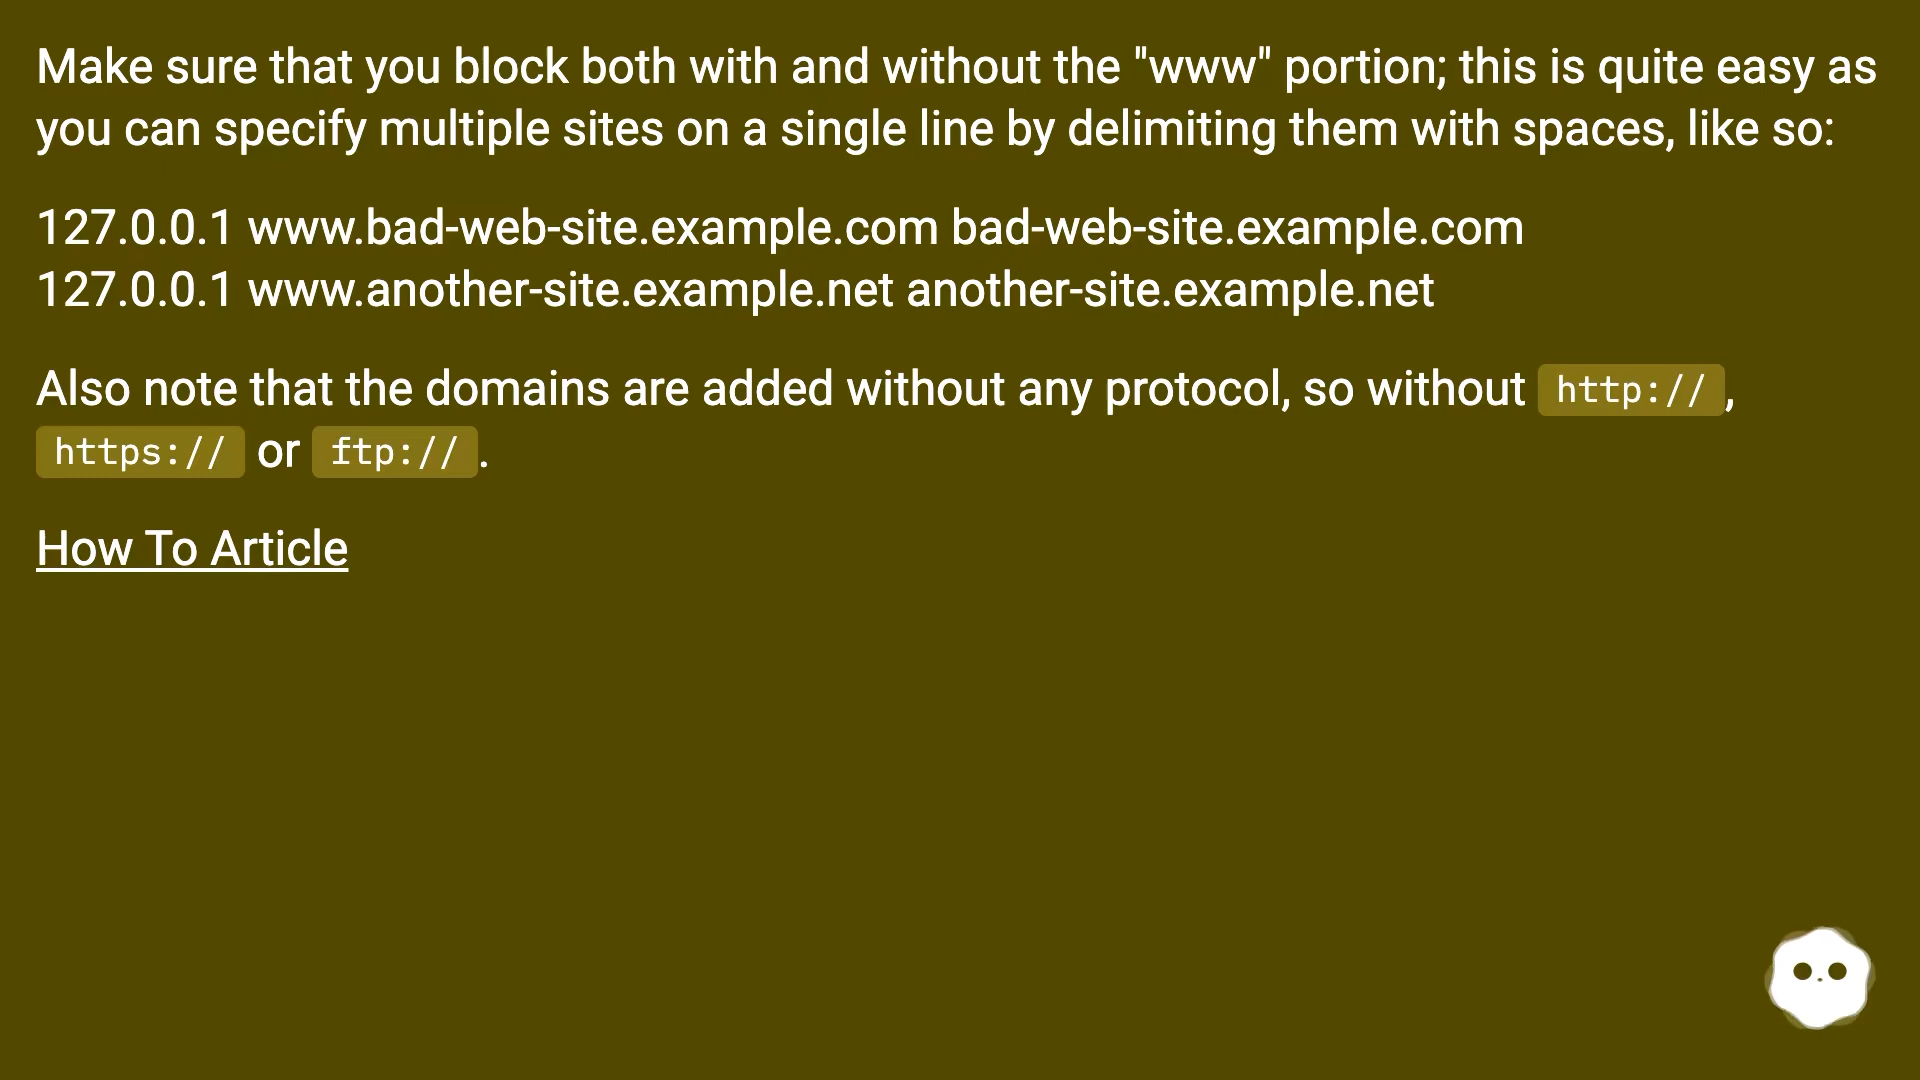 Make sure that you block both with and without the "www" portion; this is quite easy as
you can specify multiple sites on a single line by delimiting them with spaces, like so:
127.0.0.1 www.bad-web-site.example.com bad-web-site.example.com
127.0.0.1 www.another-site.example.net another-site.example.net
Also note that the domains are added without any protocol, so without http://,
https:// or ftp://.
How To Article